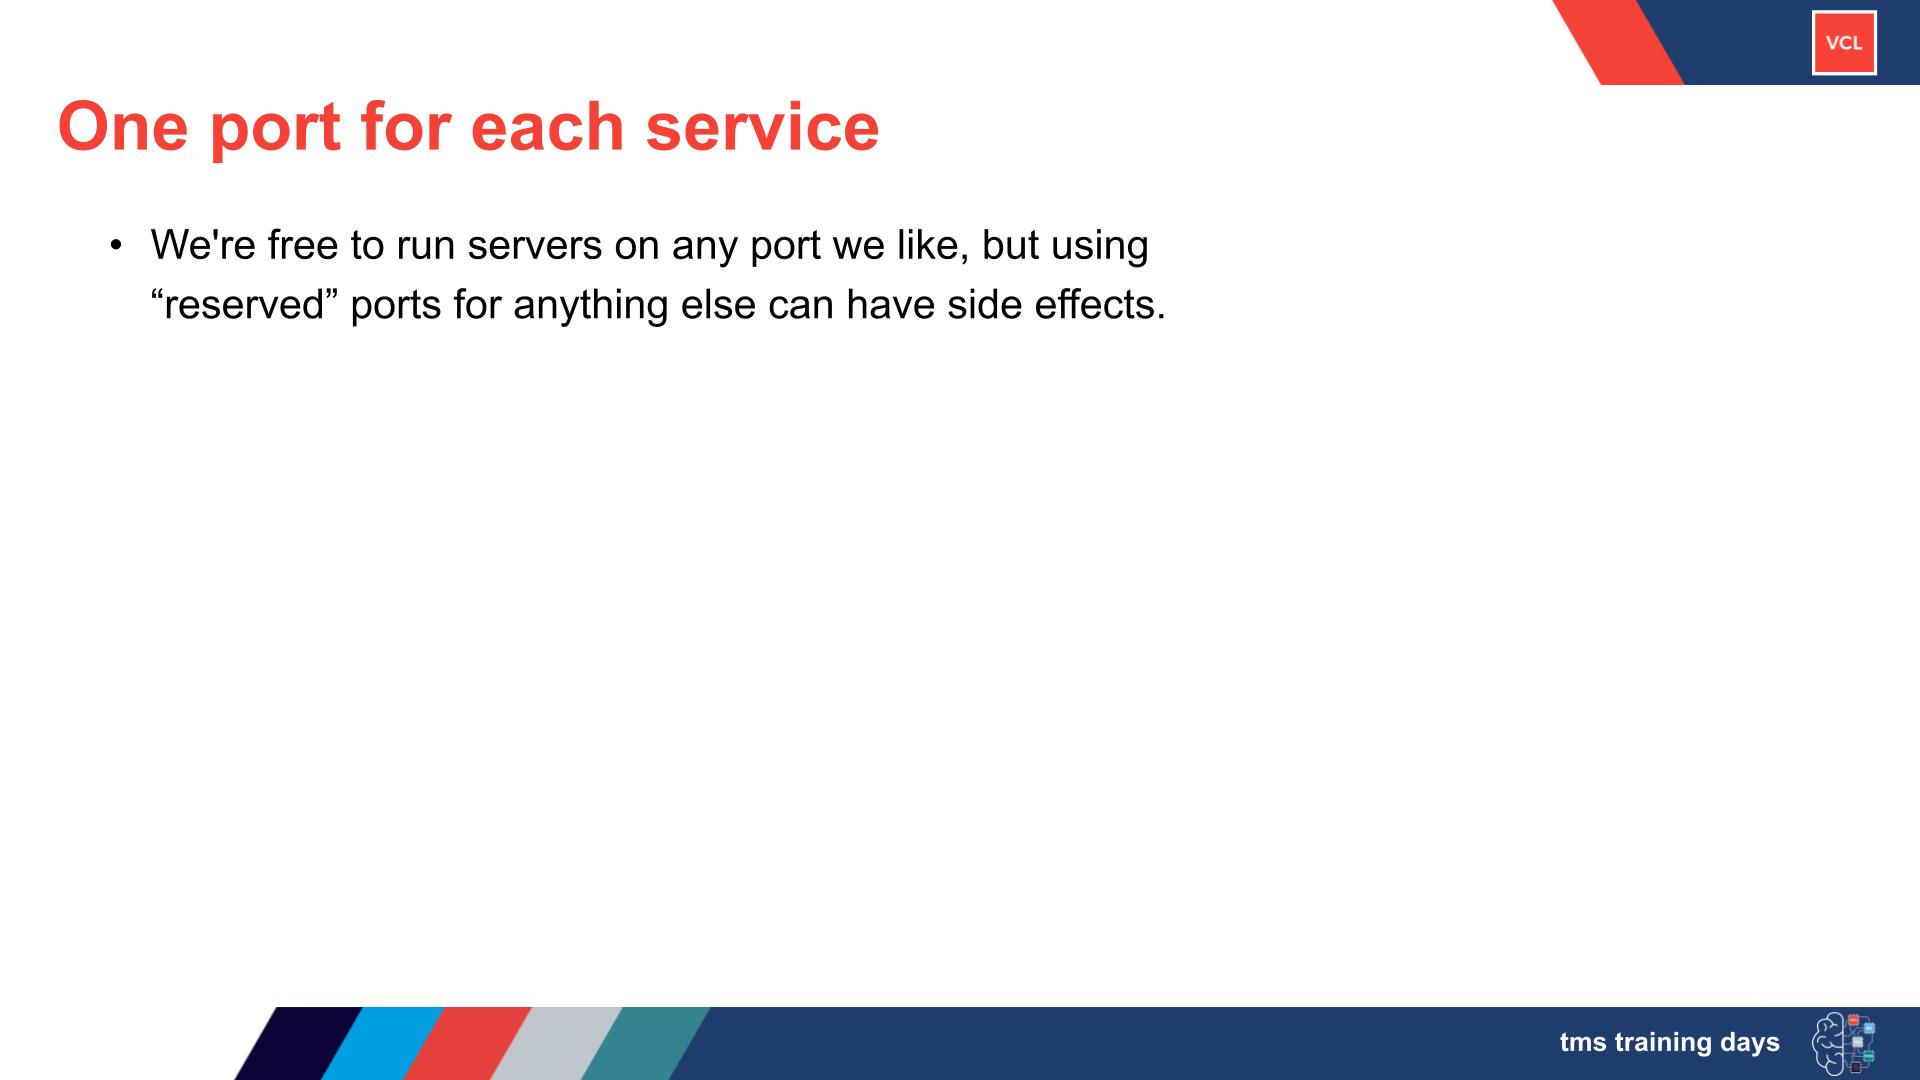 VCL
One port for each service
• We're free to run servers on any port we like, but using
“reserved” ports for anything else can have side effects.
tms training days